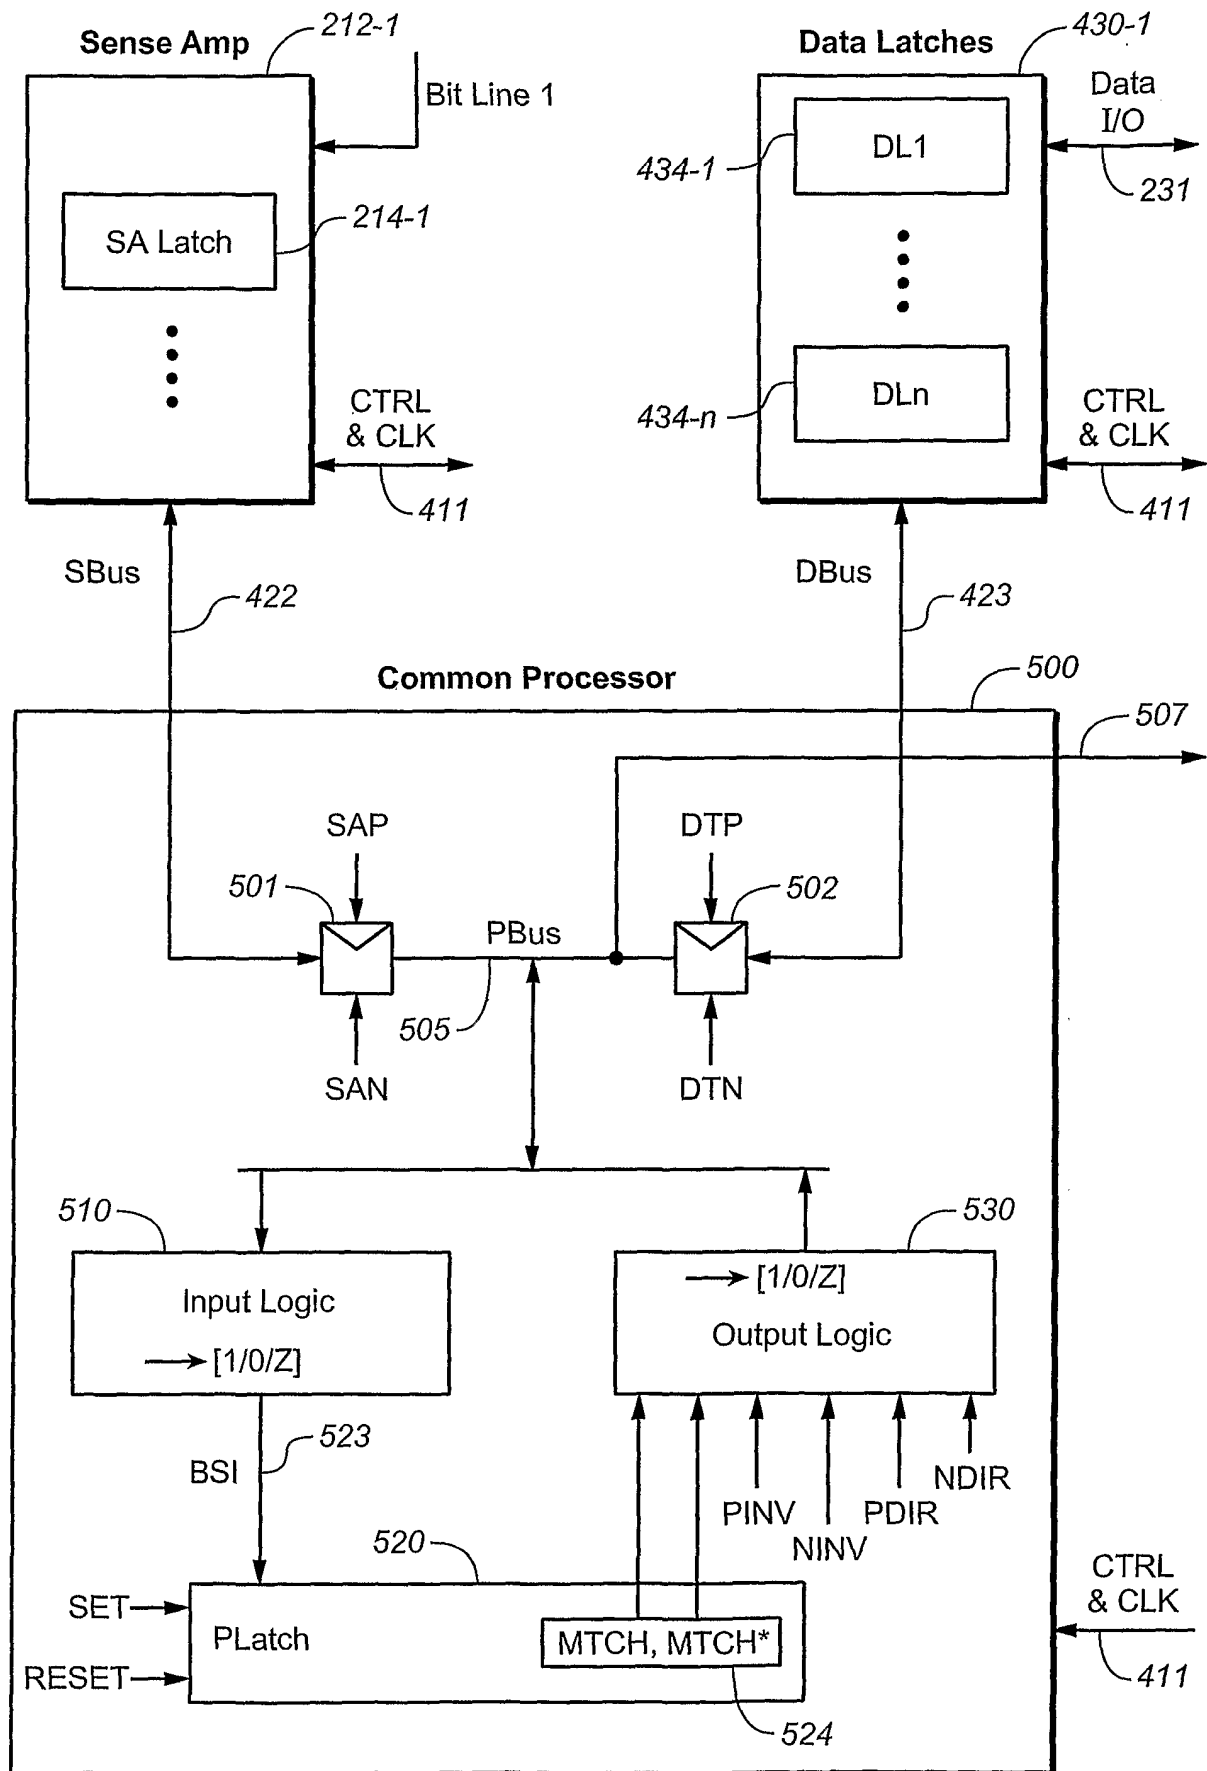 Sense Amp
212-1
Data Latches
430-1
Bit Line 1
Data
I/O
DL1
434-1
231
SA Latch
214-1
DLn
434-n
CTRL
& CLK
411
CTRL
& CLK
411
SBus
422
DBus
423
Common Processor
500
507
SAP
DTP
501
502
PBus
505
SAN
DTN
510
530
Input Logic
[1/0/Z]
[1/0/Z]
Output Logic
523
BSI
NDIR
PINV
PDIR
NINV
520
SET
PLatch
MTCH, MTCH*
RESET
524
CTRL
& CLK
411